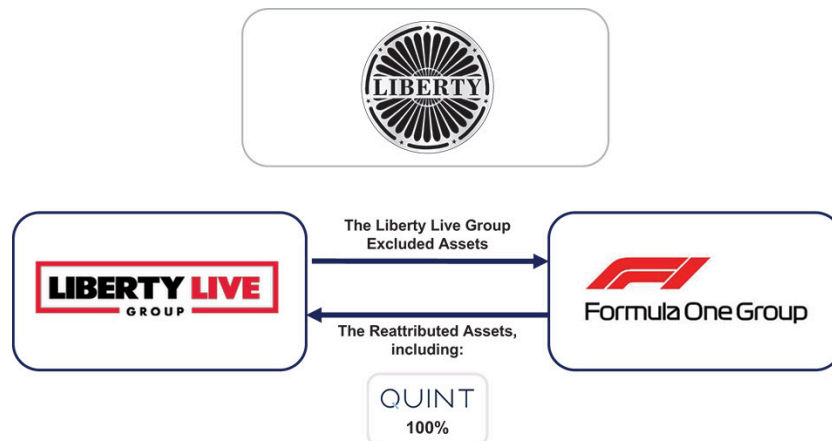 LIBERTY
The Liberty Live Group
Excluded Assets
LIBERTY LIVE
GROUP
F1
Formula One Group
The Reattributed Assets,
including:
QUINT
100%